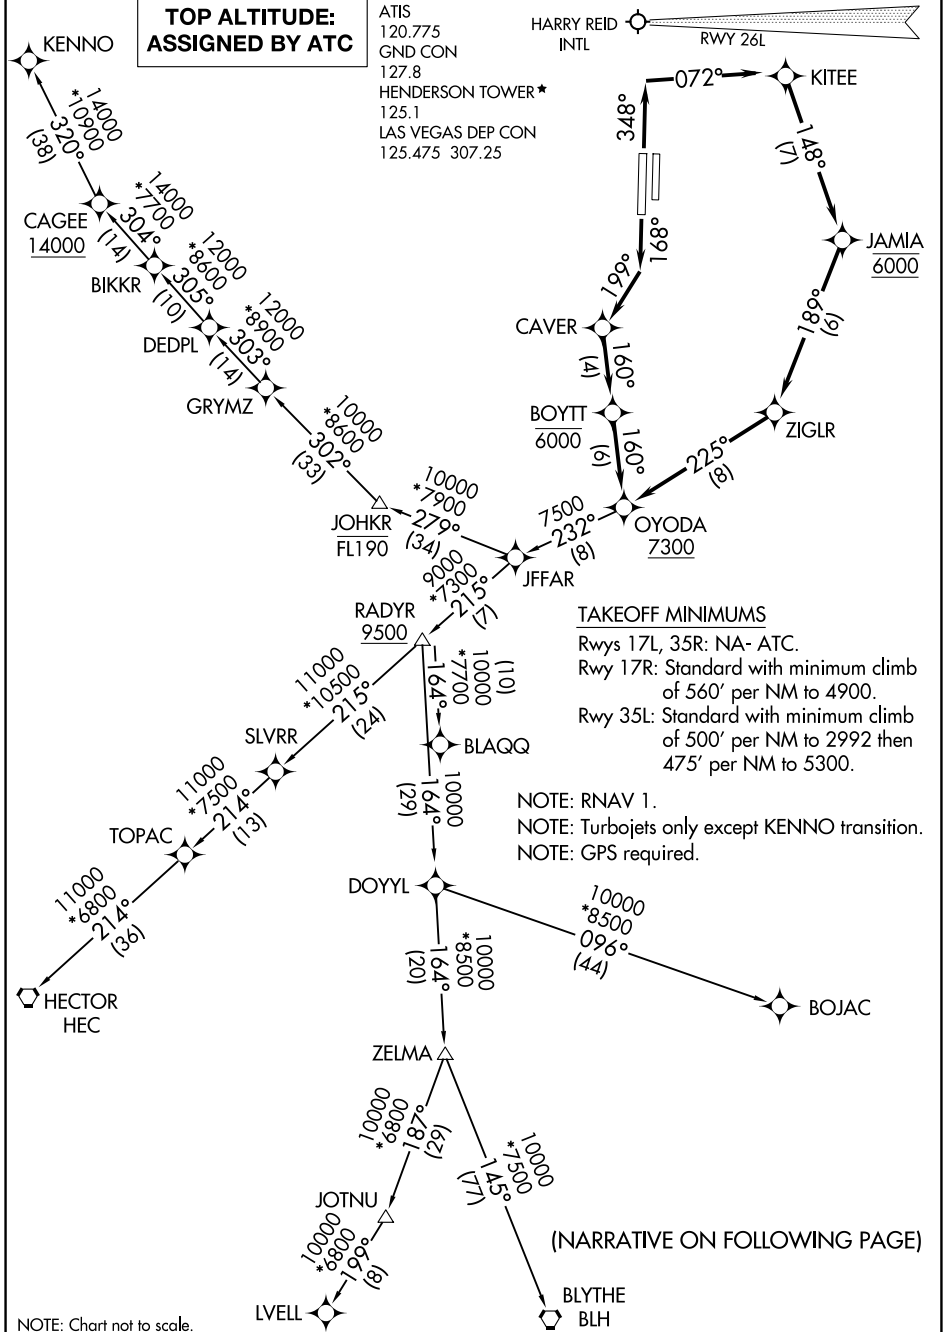 TOP ALTITUDE:
ASSIGNED BY ATC
ATIS
120.775
GND CON
127.8
HENDERSON TOWER★
125.1
LAS VEGAS DEP CON
125.475 307.25
HARRY REID
INTL
RWY 26L
KENNO
14000
*10900
320°
(38)
CAGEE
14000
14000
*7700
304°
(14)
BIKKR
12000
*8600
305°
(10)
DEDPL
12000
*8900
303°
(14)
GRYMZ
10000
*8600
302°
(33)
JOHKR
FL190
10000
*7900
279°
(34)
JFFAR
072°
KITEE
348°
148°
(7)
JAMIA
6000
168°
199°
CAVER
189°
(6)
160°
(4)
BOYTT
6000
ZIGLR
160°
(6)
225°
(8)
OYODA
7300
7500
232°
(8)
9000
*7300
215°
(7)
RADYR
9500
TAKEOFF MINIMUMS
Rwys 17L, 35R: NA- ATC.
Rwy 17R: Standard with minimum climb
of 560' per NM to 4900.
Rwy 35L: Standard with minimum climb
of 500' per NM to 2992 then
475' per NM to 5300.
11000
*10500
215°
(24)
(10)
10000
*7700
164°
BLAQQ
SLVRR
NOTE: RNAV 1.
NOTE: Turbojets only except KENNO transition.
NOTE: GPS required.
11000
*7500
214°
(13)
10000
164°
(29)
TOPAC
DOYYL
11000
*6800
214°
(36)
HECTOR
HEC
10000
*8500
096°
(44)
BOJAC
10000
*8500
164°
(20)
ZELMA
10000
*6800
187°
(29)
10000
*7500
145°
(77)
JOTNU
10000
*6800
199°
(8)
LVELL
(NARRATIVE ON FOLLOWING PAGE)
BLYTHE
BLH
NOTE: Chart not to scale.